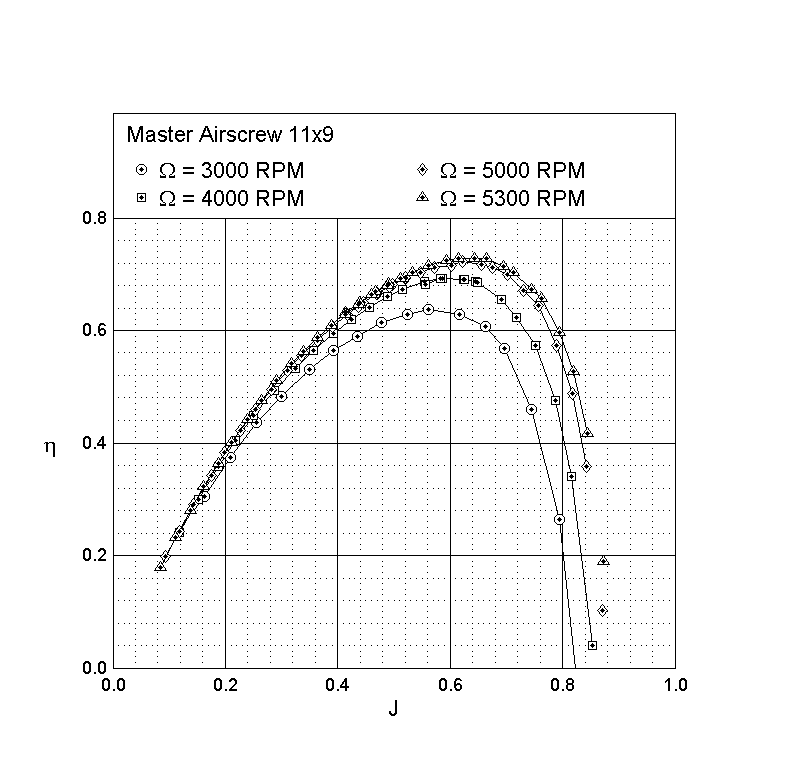 Master Airscrew 11x9
Ω = 3000 RPM
Ω = 5000 RPM
Ω = 4000 RPM
Ω = 5300 RPM
0.8
0.6
0.4
η
0.2
0.0
0.0 0.2 0.4 0.6 0.8 1.0
J